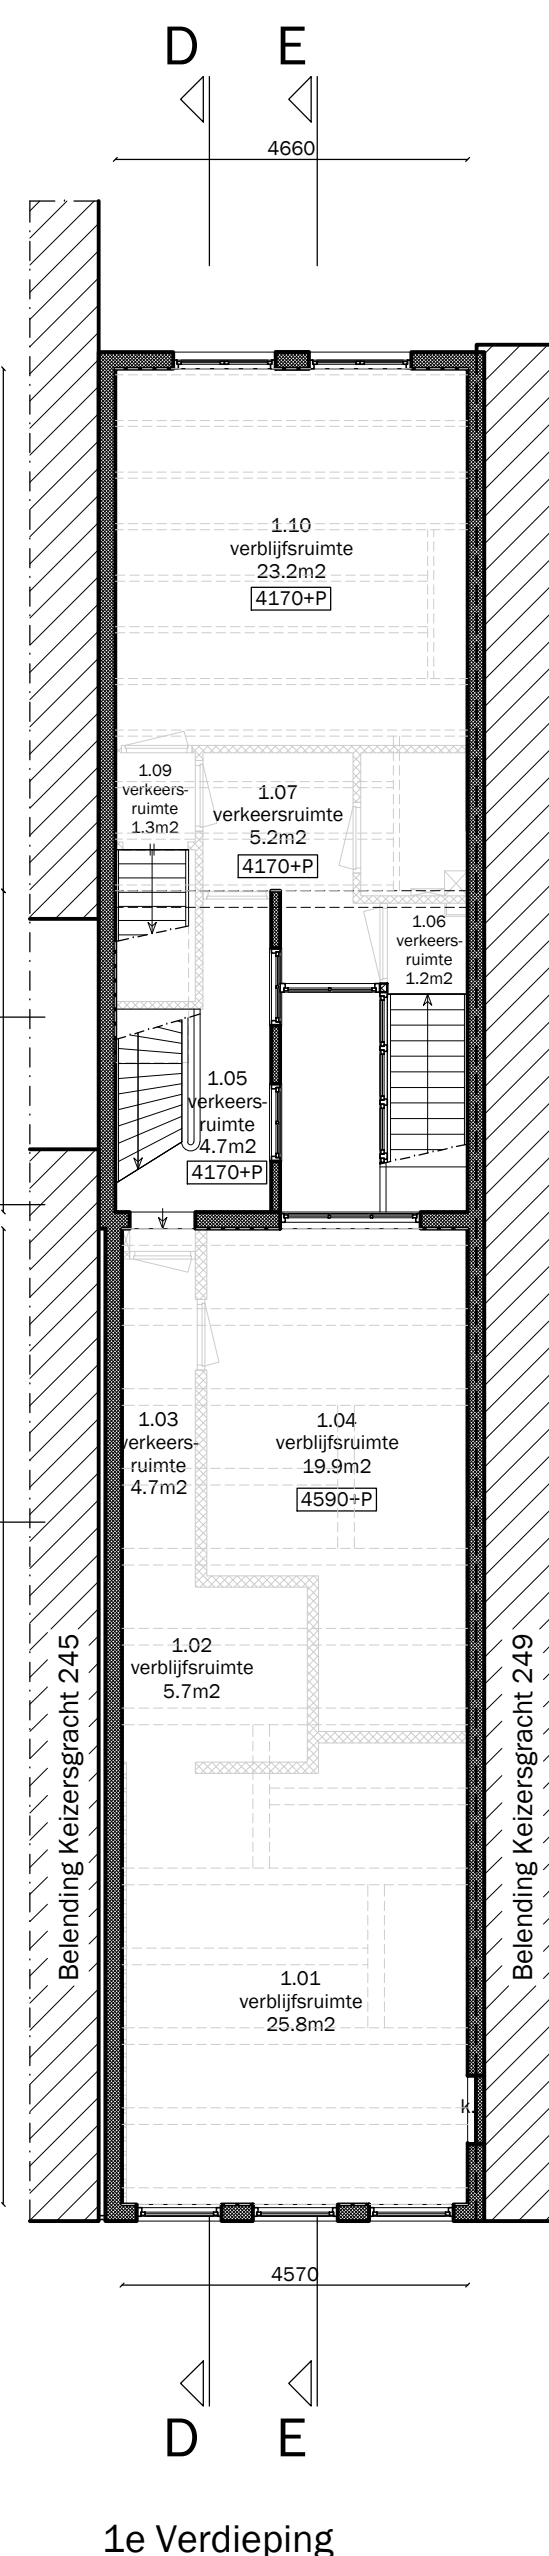 D E
4660
1.10
verblijfsruimte
23.2m2
4170+P
1.09
verkeers-
ruimte
1.3m2
1.07
verkeersruimte
5.2m2
4170+P
1.06
verkeers-
ruimte
1.2m2
1.05
verkeers-
ruimte
4.7m2
4170+P
1.03
verkeers-
ruimte
4.7m2
1.04
verblijfsruimte
19.9m2
4590+P
1.02
verblijfsruimte
5.7m2
Belending Keizersgracht 245
Belending Keizersgracht 249
1.01
verblijfsruimte
25.8m2
k.
4570
D E
1e Verdieping